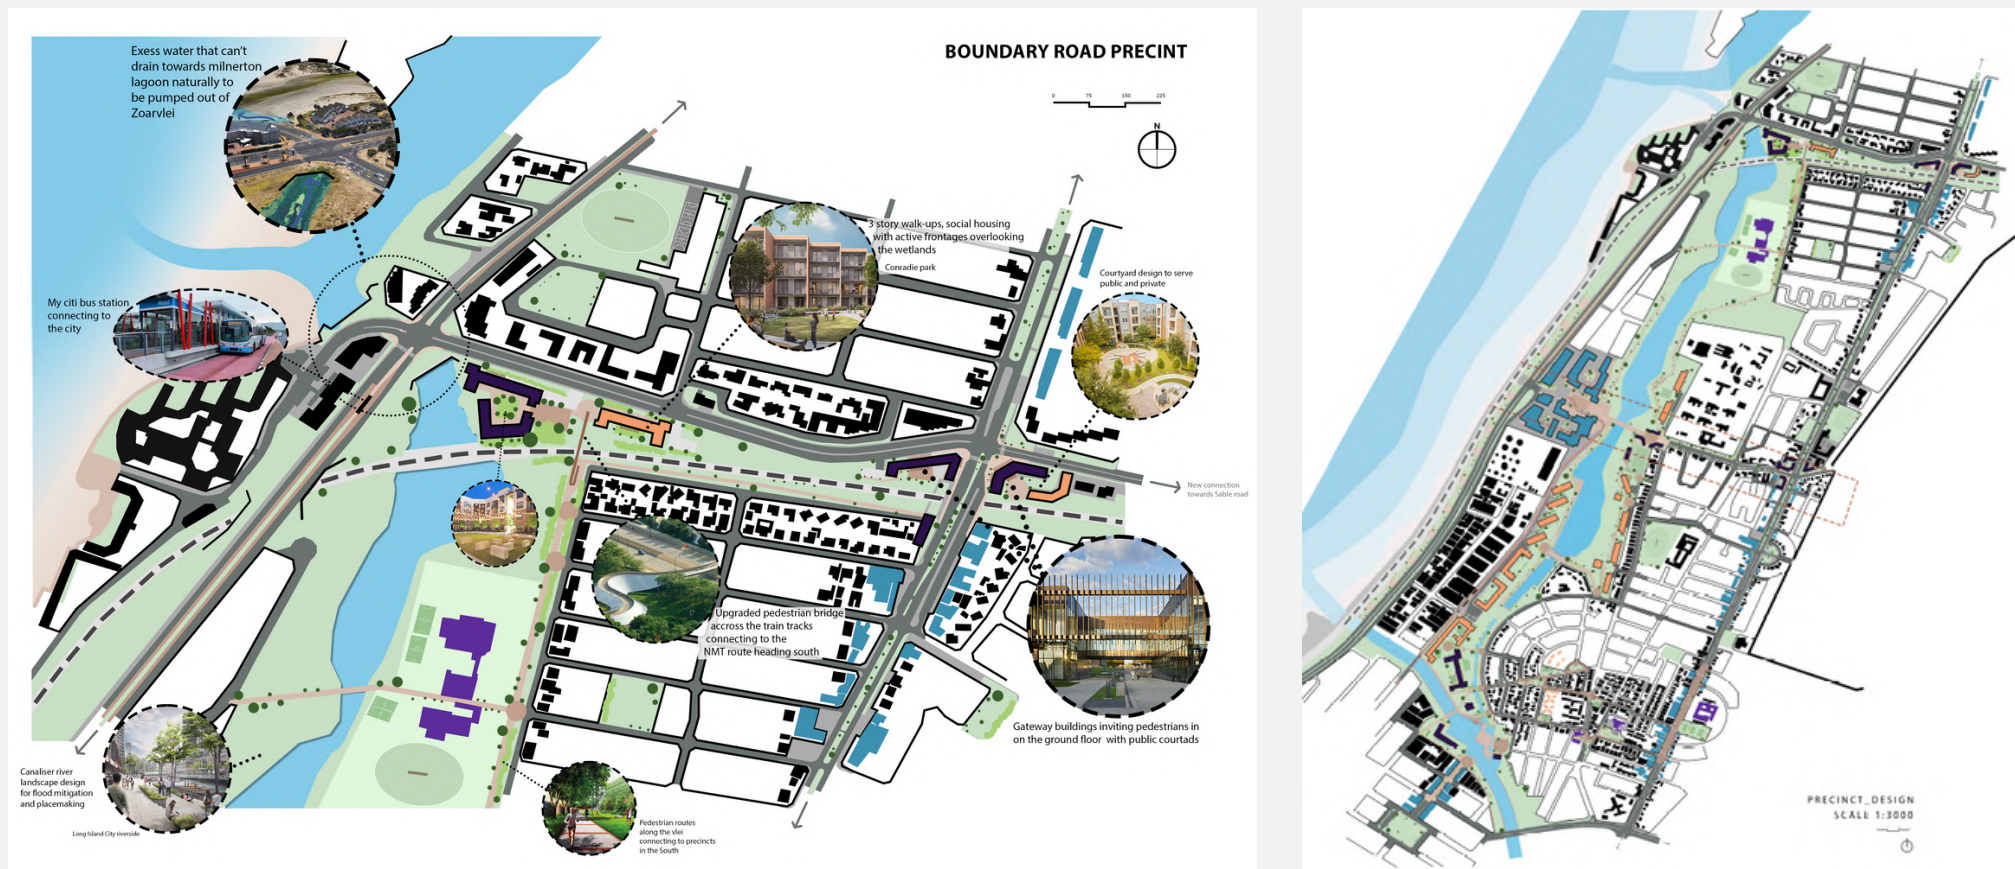 BOUNDARY ROAD PRECINT
0 75 150 225
N
Exess water that can't
drain towards milnerton
lagoon naturally to
be pumped out of
Zoarvlei
My citi bus station
connecting to
the city
3 story walk-ups, social housing
with active frontages overlooking
the wetlands
Conradie park
Courtyard design to serve
public and private
New connection
towards Sable road
Upgraded pedestrian bridge
accross the train tracks
connecting to the
NMT route heading south
Gateway buildings inviting pedestrians in
on the ground floor with public courtads
Canaliser river
landscape design
for flood mitigation
and placemaking
Long Island City riverside
Pedestrian routes
along the vlei
connecting to precincts
in the South
PRECINCT_DESIGN
SCALE 1:3000